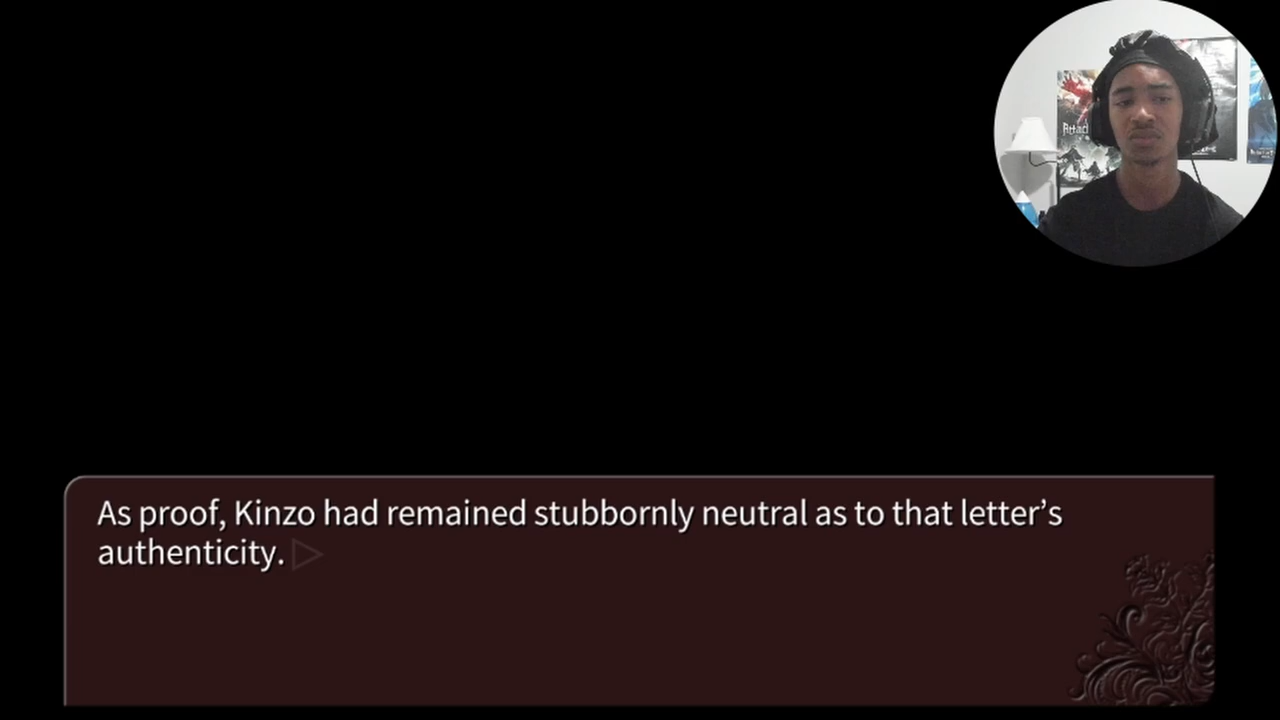 As proof, Kinzo had remained stubbornly neutral as to that letter’s
authenticity.